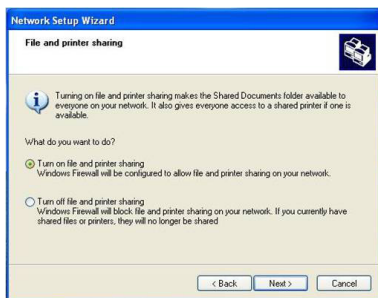 Network Setup Wizard
File and printer sharing
Turning on file and printer sharing makes the Shared Documents folder available to
everyone on your network. It also gives everyone access to a shared printer if one is
available.
What do you want to do?
Turn on file and printer sharing
Windows Firewall will be configured to allow file and printer sharing on your network.
Turn off file and printer sharing
Windows Firewall will block file and printer sharing on your network. If you currently have
shared files or printers, they will no longer be shared
< Back Next > Cancel